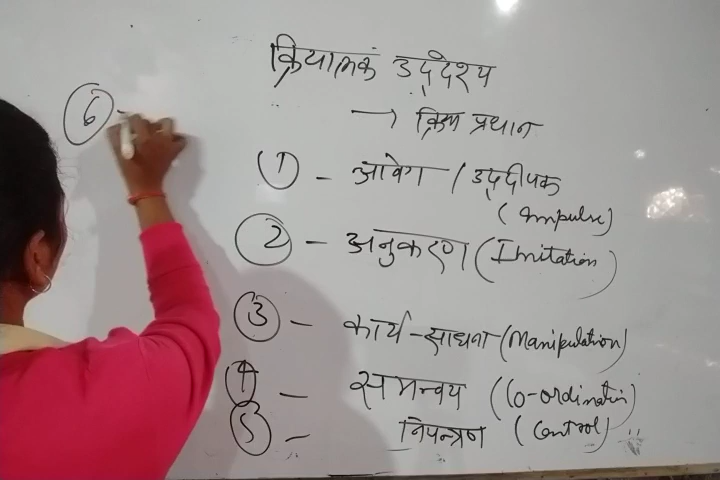 क्रियात्मक उद्देश्य
→ क्रिया प्रधान
① – आवेग / उद्दीपक
(Impulse)
② – अनुकरण (Imitation)
③ – कार्य-साधना (Manipulation)
④ – समन्वय (Co-ordination)
⑤ – नियन्त्रण (Control)
⑥ –